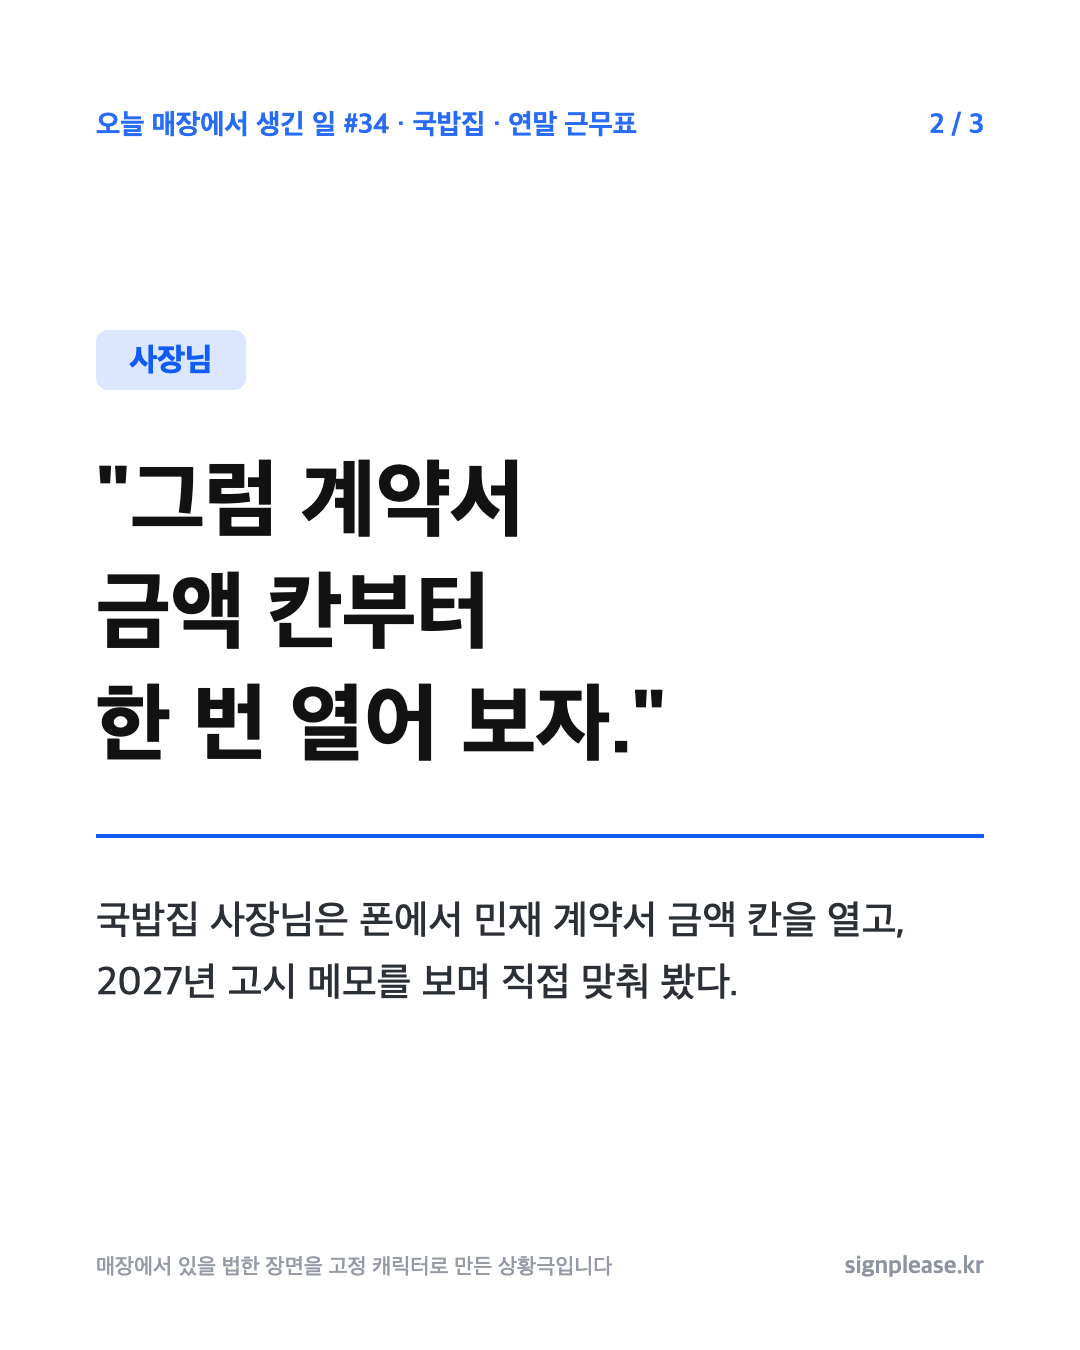 오늘 매장에서 생긴 일 #34 · 국밥집 · 연말 근무표
2 / 3
사장님
"그럼 계약서
금액 칸부터
한 번 열어 보자."
국밥집 사장님은 폰에서 민재 계약서 금액 칸을 열고,
2027년 고시 메모를 보며 직접 맞춰 봤다.
매장에서 있을 법한 장면을 고정 캐릭터로 만든 상황극입니다
signplease.kr